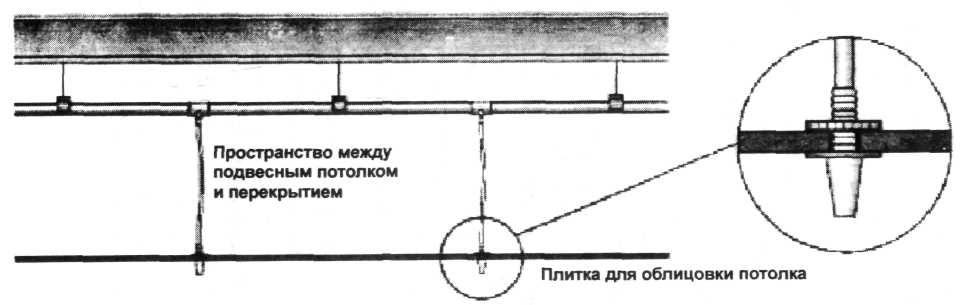 Пространство между
подвесным потолком
и перекрытием
Плитка для облицовки потолка